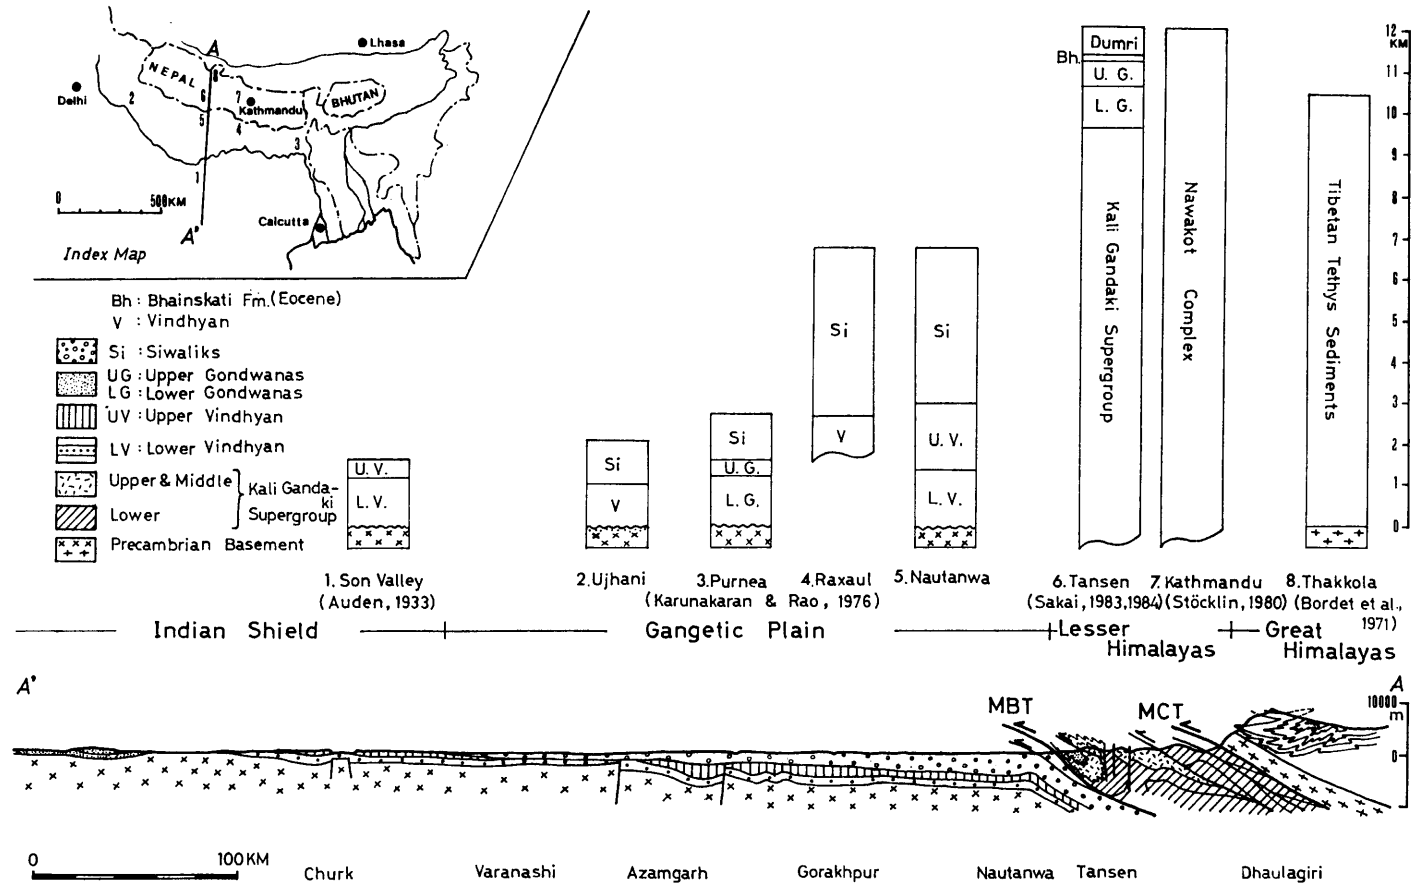 A
Lhasa
NEPAL
8
Delhi
2
6
7
Kathmandu
BHUTAN
5
4
3
1
0
500KM
Calcutta
A'
Index Map
Bh : Bhainskati Fm.(Eocene)
V : Vindhyan
Si : Siwaliks
UG : Upper Gondwanas
LG : Lower Gondwanas
UV : Upper Vindhyan
LV : Lower Vindhyan
Upper & Middle
Lower
Kali Ganda-
ki
Supergroup
Precambrian Basement
U. V.
L. V.
Si
V
Si
U. G.
L. G.
Si
V
Si
U. V.
L. V.
Dumri
Bh.
U. G.
L. G.
Kali Gandaki Supergroup
Nawakot Complex
Tibetan Tethys Sediments
12
KM
11
10
9
8
7
6
5
4
3
2
1
0
1. Son Valley
(Auden, 1933)
2.Ujhani
3.Purnea
4.Raxaul
(Karunakaran & Rao, 1976)
5.Nautanwa
6.Tansen
(Sakai,1983,1984)
7.Kathmandu
(Stöcklin,1980)
8.Thakkola
(Bordet et al.,
1971)
Indian Shield
Gangetic Plain
Lesser
Himalayas
Great
Himalayas
A'
A
MBT
MCT
10000
m
0
0
100KM
Churk
Varanashi
Azamgarh
Gorakhpur
Nautanwa
Tansen
Dhaulagiri